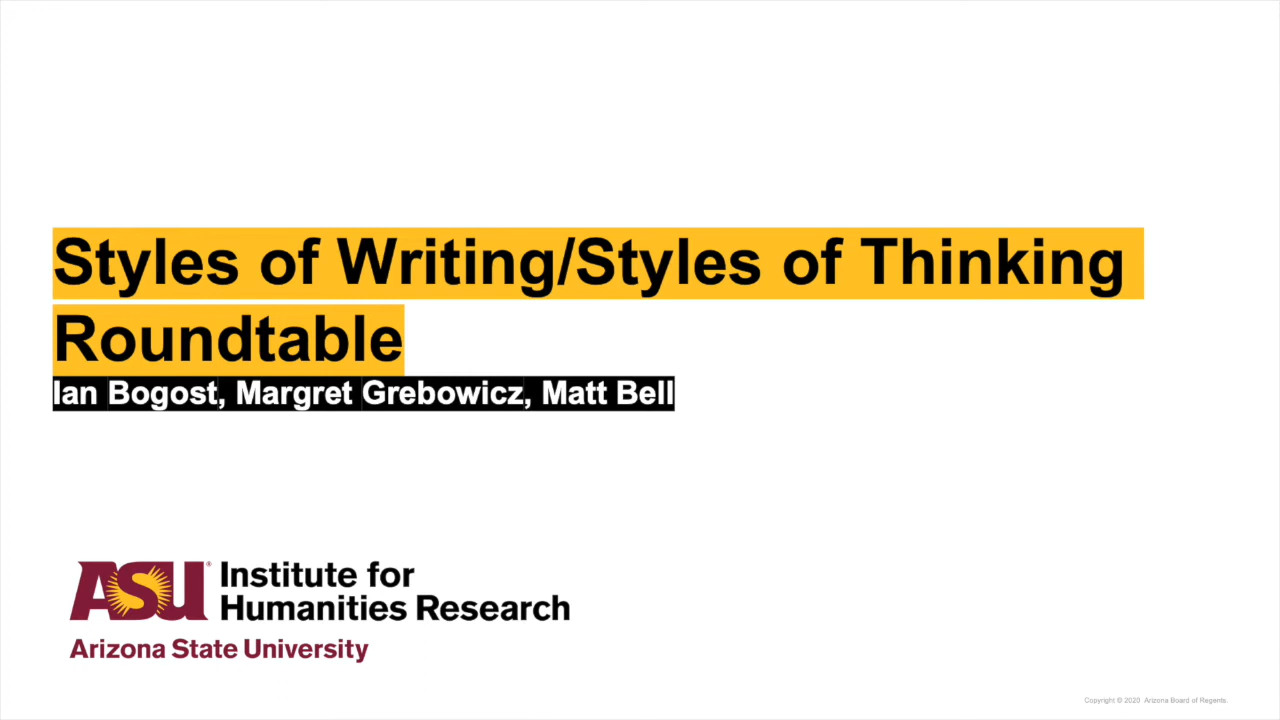 Styles of Writing/Styles of Thinking
Roundtable
Ian Bogost, Margret Grebowicz, Matt Bell
ASU® Institute for
Humanities Research
Arizona State University
Copyright © 2020 Arizona Board of Regents.